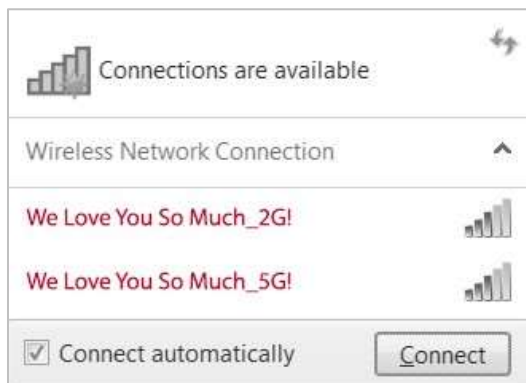 Connections are available
Wireless Network Connection
We Love You So Much_2G!
We Love You So Much_5G!
Connect automatically
Connect